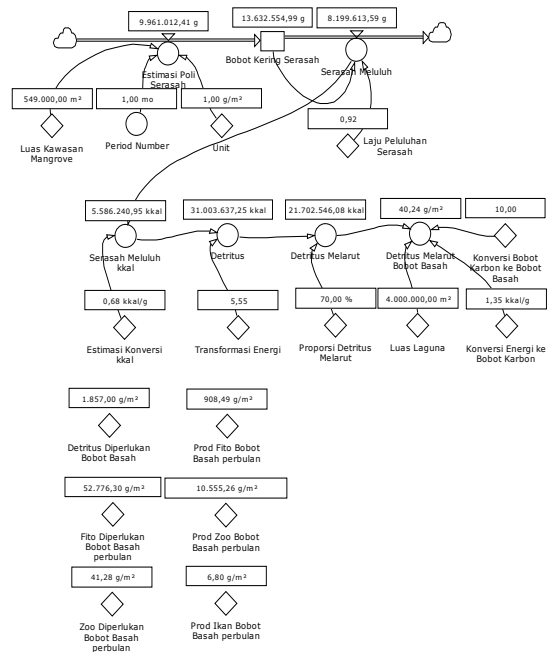 9.961.012,41 g
13.632.554,99 g
8.199.613,59 g
Estimasi Poli
Serasah
Bobot Kering Serasah
Serasah Meluluh
549.000,00 m²
1,00 mo
1,00 g/m²
0,92
Luas Kawasan
Mangrove
Period Number
Unit
Laju Peluluhan
Serasah
5.586.240,95 kkal
31.003.637,25 kkal
21.702.546,08 kkal
40,24 g/m²
10,00
Serasah Meluluh
kkal
Detritus
Detritus Melarut
Detritus Melarut
Bobot Basah
Konversi Bobot
Karbon ke Bobot
Basah
0,68 kkal/g
5,55
70,00 %
4.000.000,00 m²
1,35 kkal/g
Estimasi Konversi
kkal
Transformasi Energi
Proporsi Detritus
Melarut
Luas Laguna
Konversi Energi ke
Bobot Karbon
1.857,00 g/m²
908,49 g/m²
Detritus Diperlukan
Bobot Basah
Prod Fito Bobot
Basah perbulan
52.776,30 g/m²
10.555,26 g/m²
Fito Diperlukan
Bobot Basah
perbulan
Prod Zoo Bobot
Basah perbulan
41,28 g/m²
6,80 g/m²
Zoo Diperlukan
Bobot Basah
perbulan
Prod Ikan Bobot
Basah perbulan